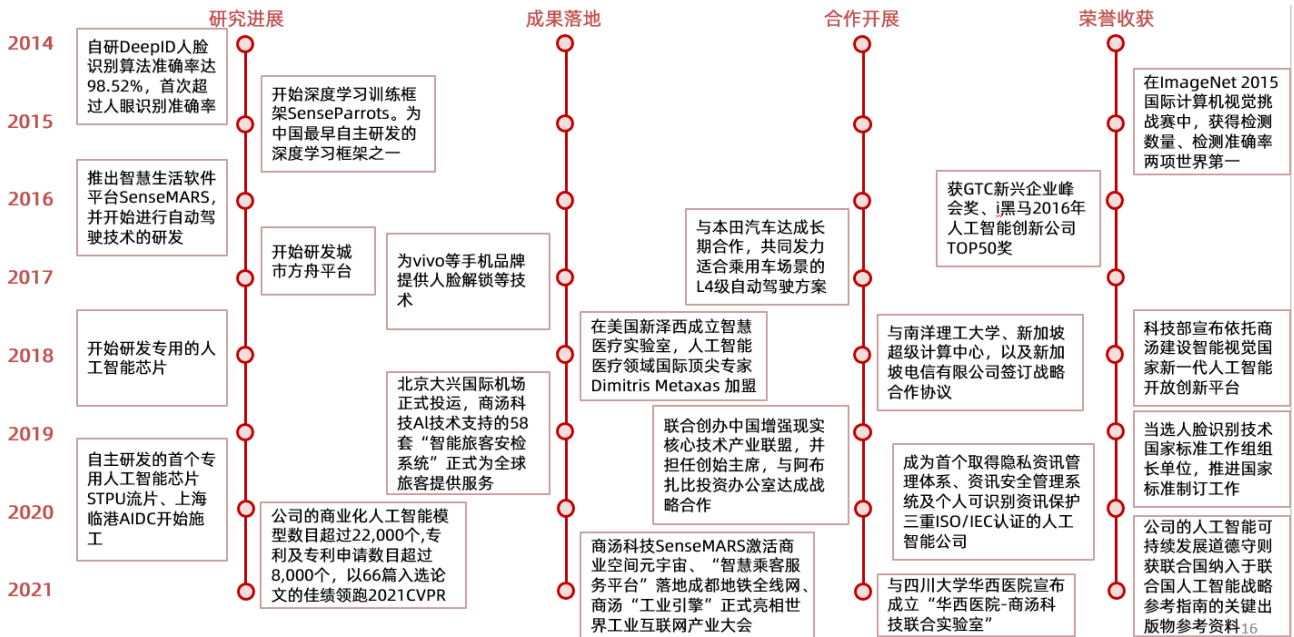 研究进展
成果落地
合作开展
荣誉收获
2014
2015
2016
2017
2018
2019
2020
2021
自研DeepID人脸
识别算法准确率达
98.52%，首次超
过人眼识别准确率
开始深度学习训练框
架SenseParrots。为
中国最早自主研发的
深度学习框架之一
推出智慧生活软件
平台SenseMARS，
并开始进行自动驾
驶技术的研发
开始研发城
市方舟平台
开始研发专用的人
工智能芯片
自主研发的首个专
用人工智能芯片
STPU流片、上海
临港AIDC开始施
工
公司的商业化人工智能模
型数目超过22,000个,专
利及专利申请数目超过
8,000个，以66篇入选论
文的佳绩领跑2021CVPR
为vivo等手机品牌
提供人脸解锁等技
术
在美国新泽西成立智慧
医疗实验室，人工智能
医疗领域国际顶尖专家
Dimitris Metaxas 加盟
北京大兴国际机场
正式投运，商汤科
技AI技术支持的58
套“智能旅客安检
系统”正式为全球
旅客提供服务
商汤科技SenseMARS激活商
业空间元宇宙、“智慧乘客服
务平台”落地成都地铁全线网、
商汤“工业引擎”正式亮相世
界工业互联网产业大会
与本田汽车达成长
期合作，共同发力
适合乘用车场景的
L4级自动驾驶方案
与南洋理工大学、新加坡
超级计算中心，以及新加
坡电信有限公司签订战略
合作协议
联合创办中国增强现实
核心技术产业联盟，并
担任创始主席，与阿布
扎比投资办公室达成战
略合作
成为首个取得隐私资讯管
理体系、资讯安全管理系
统及个人可识别资讯保护
三重ISO/IEC认证的人工
智能公司
与四川大学华西医院宣布
成立“华西医院-商汤科
技联合实验室”
在ImageNet 2015
国际计算机视觉挑
战赛中，获得检测
数量、检测准确率
两项世界第一
获GTC新兴企业峰
会奖、i黑马2016年
人工智能创新公司
TOP50奖
科技部宣布依托商
汤建设智能视觉国
家新一代人工智能
开放创新平台
当选人脸识别技术
国家标准工作组组
长单位，推进国家
标准制订工作
公司的人工智能可
持续发展道德守则
获联合国纳入于联
合国人工智能战略
参考指南的关键出
版物参考资料
16